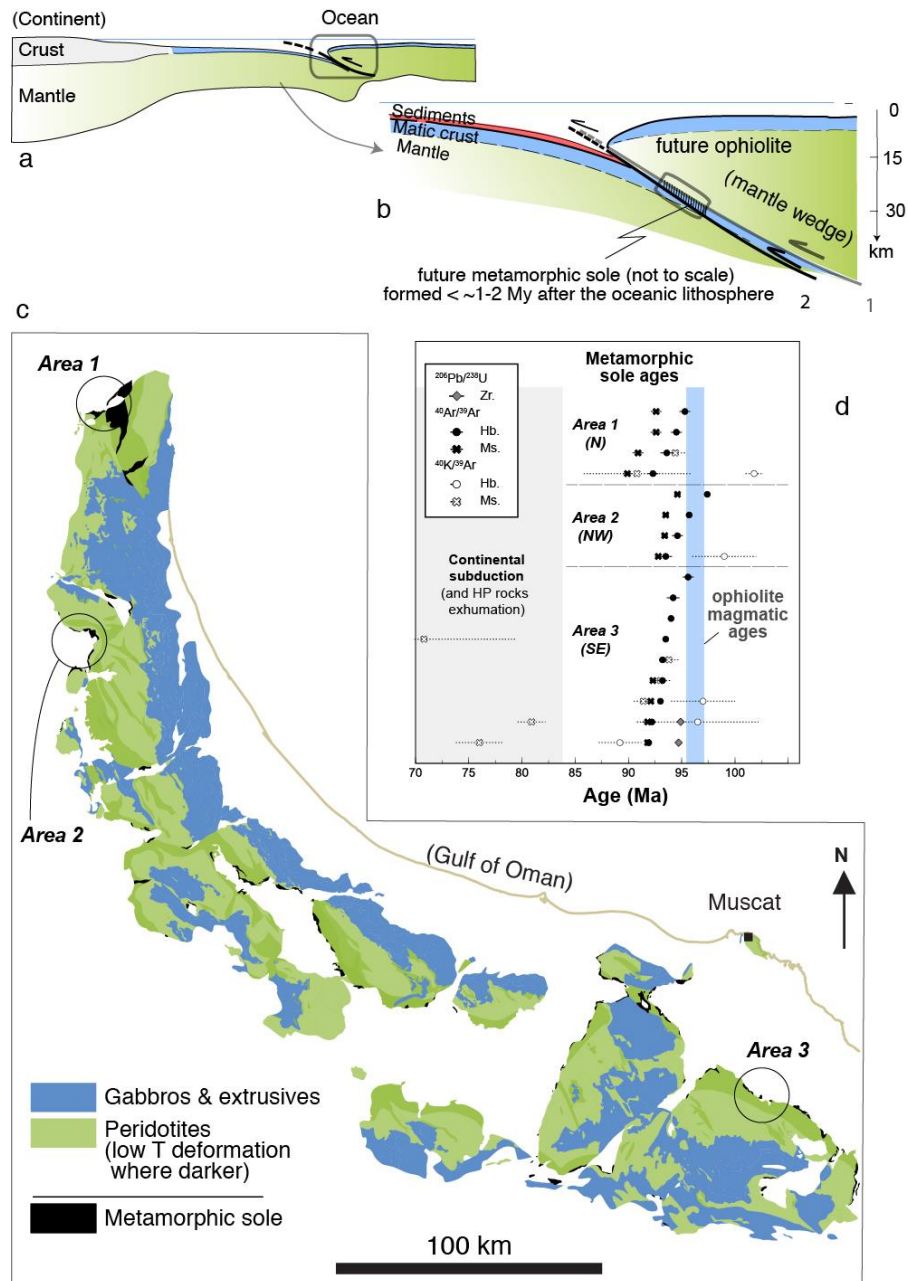 (Continent)
Ocean
Crust
Mantle
a
Sediments
Mafic crust
Mantle
future ophiolite
(mantle wedge)
0
15
30
km
b
future metamorphic sole (not to scale)
formed < ~1-2 My after the oceanic lithosphere
2
1
c
Area 1
Area 2
d
Metamorphic
sole ages
206Pb/238U
Zr.
40Ar/39Ar
Hb.
Ms.
40K/39Ar
Hb.
Ms.
Area 1
(N)
Area 2
(NW)
Continental
subduction
(and HP rocks
exhumation)
ophiolite
magmatic
ages
Area 3
(SE)
70 75 80 85 90 95 100
Age (Ma)
(Gulf of Oman)
N
Muscat
Area 3
Gabbros & extrusives
Peridotites
(low T deformation
where darker)
Metamorphic sole
100 km